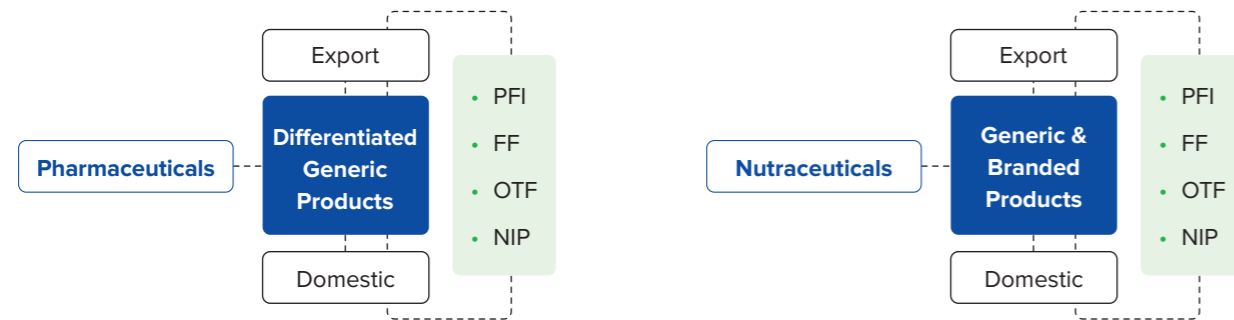 Export
Pharmaceuticals
Differentiated
Generic
Products
Domestic
• PFI
• FF
• OTF
• NIP
Export
Nutraceuticals
Generic &
Branded
Products
Domestic
• PFI
• FF
• OTF
• NIP